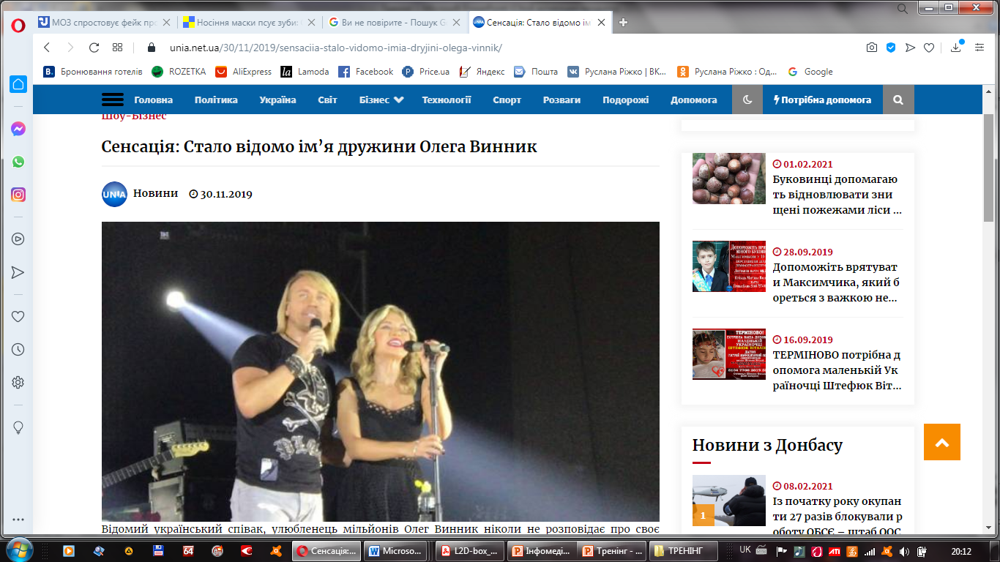 МОЗ спростовує фейк про
Носіння маски псує зуби:
Ви не повірите - Пошук G
Сенсація: Стало відомо ім
unia.net.ua/30/11/2019/sensaciia-stalo-vidomo-imia-dryjini-olega-vinnik/
B. Бронювання готелів
ROZETKA
AliExpress
la Lamoda
Facebook
Price.ua
Яндекс
Пошта
Руслана Ріжко | ВК...
Руслана Ріжко : Од...
Google
Головна Політика Україна Світ Бізнес Технології Спорт Розваги Подорожі Допомога Потрібна допомога
Шоу-Бізнес
Сенсація: Стало відомо ім’я дружини Олега Винник
UNIA Новини 30.11.2019
Відомий український співак, улюбленець мільйонів Олег Винник ніколи не розповідає про своє
01.02.2021
Буковинці допомагаю
ть відновлювати зни
щені пожежами ліси ...
28.09.2019
Допоможіть врятуват
и Максимчика, який б
ореться з важкою не...
16.09.2019
ТЕРМІНОВО потрібна д
опомога маленькій Ук
раїночці Штефюк Віт...
ТЕРМІНОВО!
Новини з Донбасу
1
08.02.2021
Із початку року окупан
ти 27 разів блокували р
оботу ОБСЄ – штаб ООС
Сенсація:...
Microso...
L2D-box_...
Інфомеді...
Тренінг - ...
ТРЕНІНГ
UK
20:12